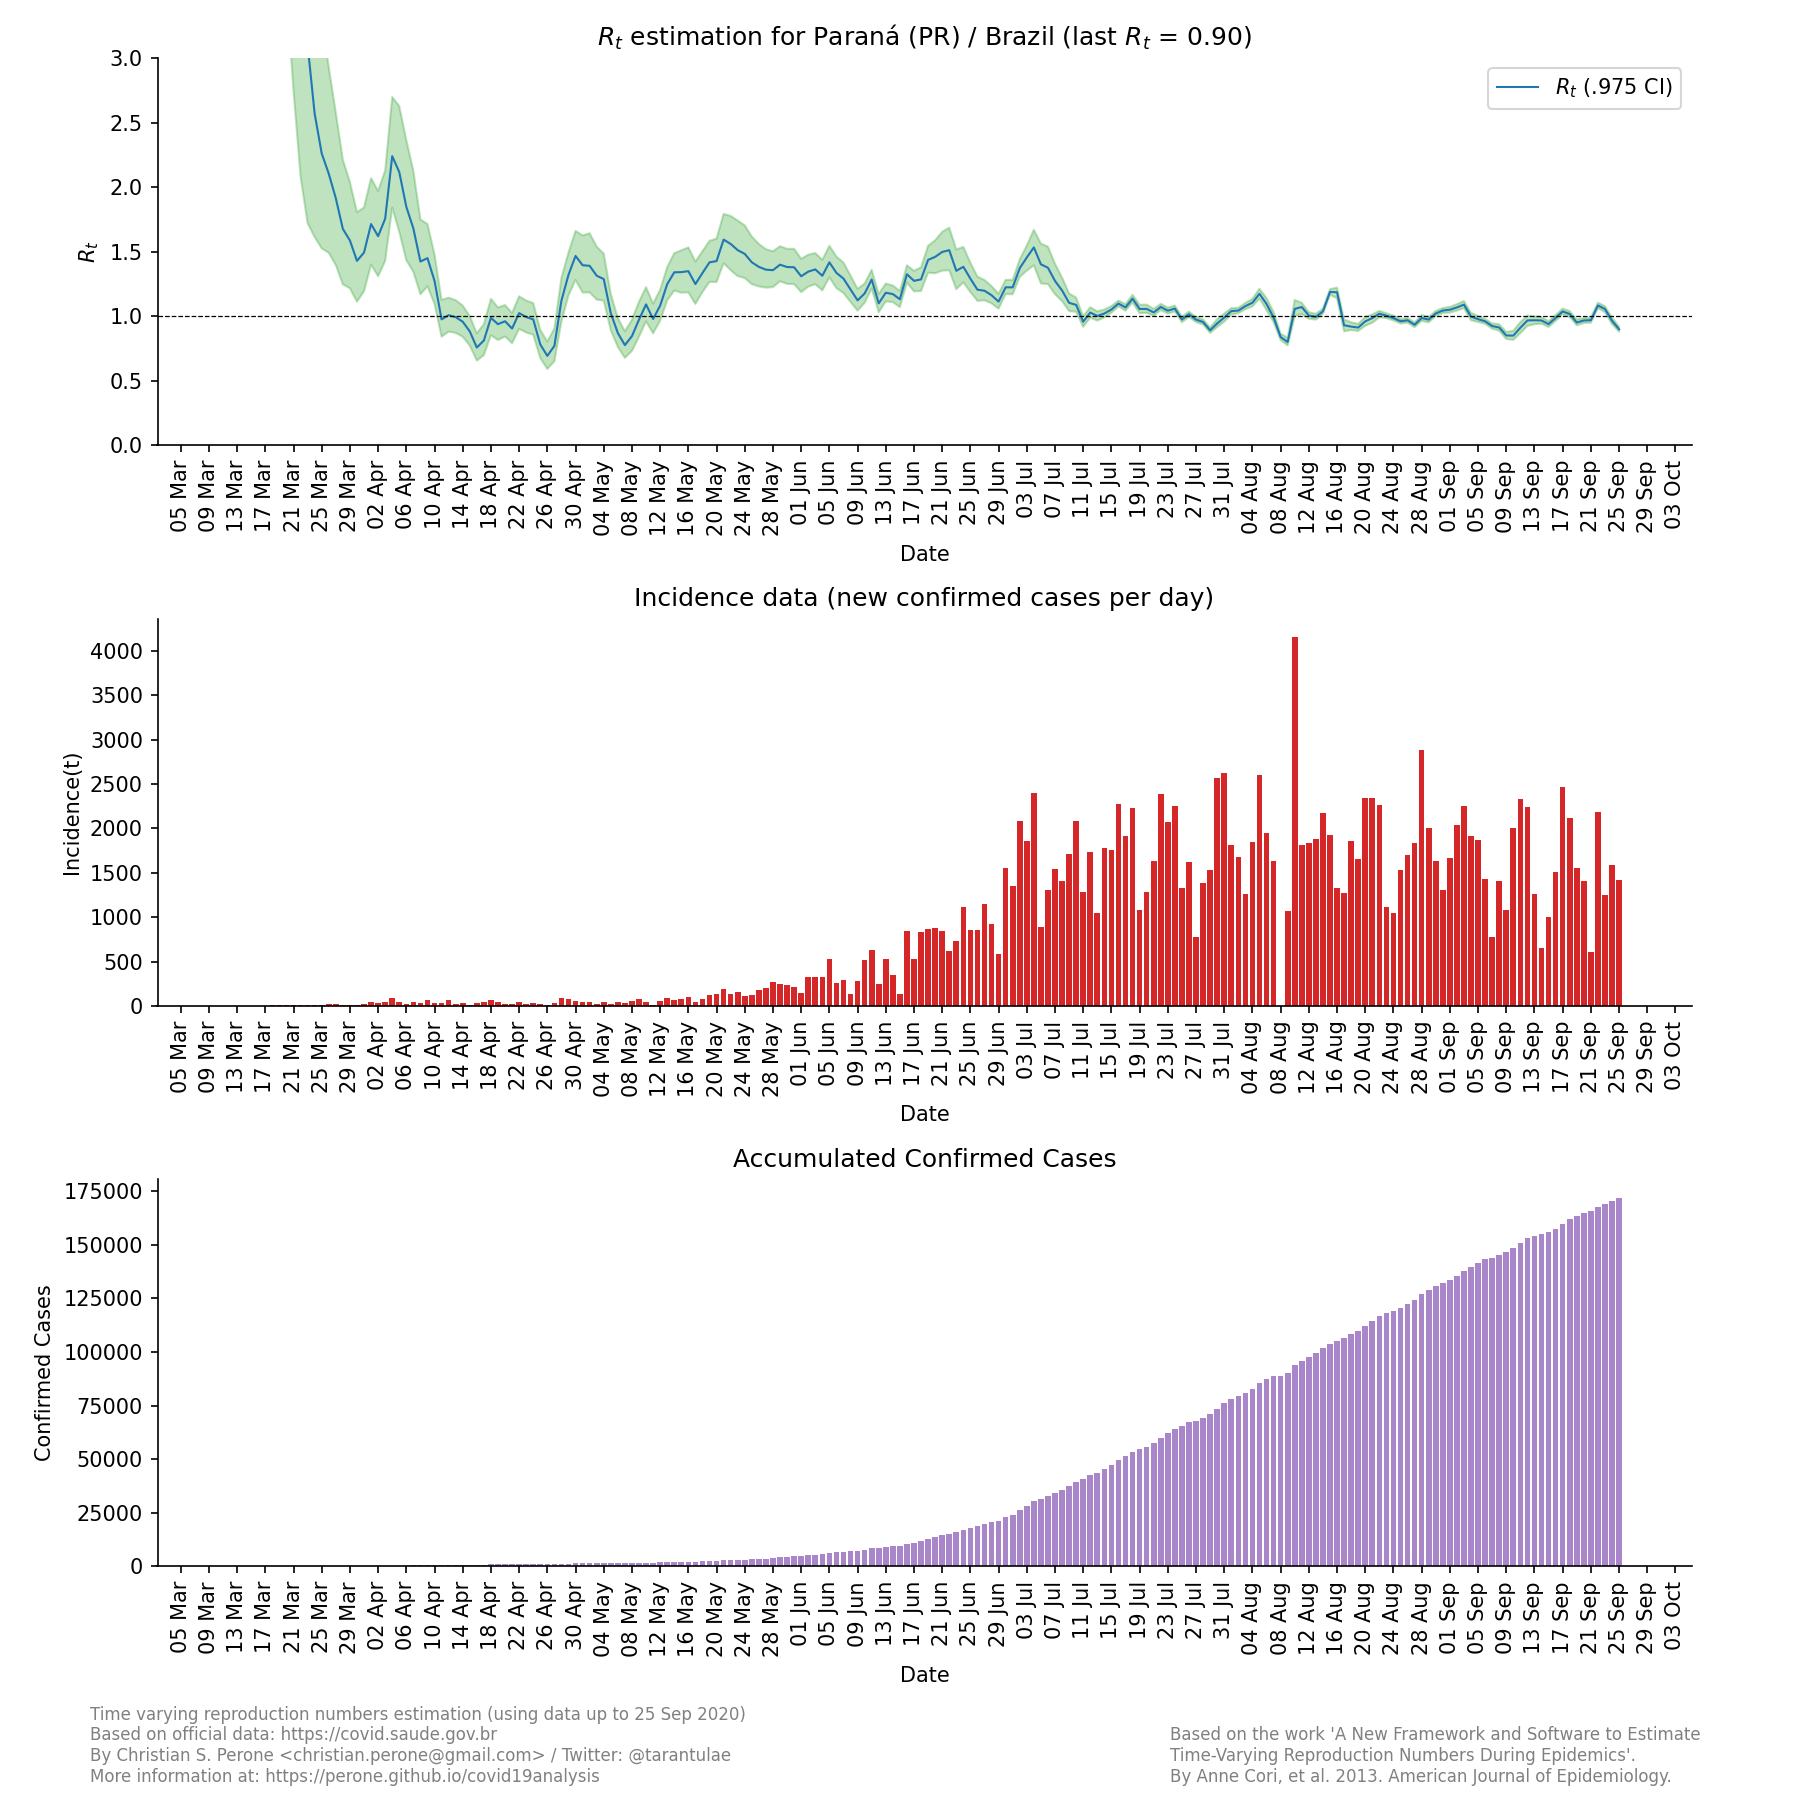 Rt estimation for Paraná (PR) / Brazil (last Rt = 0.90)
Rt (.975 CI)
3.0
2.5
2.0
1.5
1.0
0.5
0.0
Rt
05 Mar 09 Mar 13 Mar 17 Mar 21 Mar 25 Mar 29 Mar 02 Apr 06 Apr 10 Apr 14 Apr 18 Apr 22 Apr 26 Apr 30 Apr 04 May 08 May 12 May 16 May 20 May 24 May 28 May 01 Jun 05 Jun 09 Jun 13 Jun 17 Jun 21 Jun 25 Jun 29 Jun 03 Jul 07 Jul 11 Jul 15 Jul 19 Jul 23 Jul 27 Jul 31 Jul 04 Aug 08 Aug 12 Aug 16 Aug 20 Aug 24 Aug 28 Aug 01 Sep 05 Sep 09 Sep 13 Sep 17 Sep 21 Sep 25 Sep 29 Sep 03 Oct
Date
Incidence data (new confirmed cases per day)
4000
3500
3000
2500
2000
1500
1000
500
0
Incidence(t)
05 Mar 09 Mar 13 Mar 17 Mar 21 Mar 25 Mar 29 Mar 02 Apr 06 Apr 10 Apr 14 Apr 18 Apr 22 Apr 26 Apr 30 Apr 04 May 08 May 12 May 16 May 20 May 24 May 28 May 01 Jun 05 Jun 09 Jun 13 Jun 17 Jun 21 Jun 25 Jun 29 Jun 03 Jul 07 Jul 11 Jul 15 Jul 19 Jul 23 Jul 27 Jul 31 Jul 04 Aug 08 Aug 12 Aug 16 Aug 20 Aug 24 Aug 28 Aug 01 Sep 05 Sep 09 Sep 13 Sep 17 Sep 21 Sep 25 Sep 29 Sep 03 Oct
Date
Accumulated Confirmed Cases
175000
150000
125000
100000
75000
50000
25000
0
Confirmed Cases
05 Mar 09 Mar 13 Mar 17 Mar 21 Mar 25 Mar 29 Mar 02 Apr 06 Apr 10 Apr 14 Apr 18 Apr 22 Apr 26 Apr 30 Apr 04 May 08 May 12 May 16 May 20 May 24 May 28 May 01 Jun 05 Jun 09 Jun 13 Jun 17 Jun 21 Jun 25 Jun 29 Jun 03 Jul 07 Jul 11 Jul 15 Jul 19 Jul 23 Jul 27 Jul 31 Jul 04 Aug 08 Aug 12 Aug 16 Aug 20 Aug 24 Aug 28 Aug 01 Sep 05 Sep 09 Sep 13 Sep 17 Sep 21 Sep 25 Sep 29 Sep 03 Oct
Date
Time varying reproduction numbers estimation (using data up to 25 Sep 2020)
Based on official data: https://covid.saude.gov.br
By Christian S. Perone <christian.perone@gmail.com> / Twitter: @tarantulae
More information at: https://perone.github.io/covid19analysis
Based on the work 'A New Framework and Software to Estimate
Time-Varying Reproduction Numbers During Epidemics'.
By Anne Cori, et al. 2013. American Journal of Epidemiology.